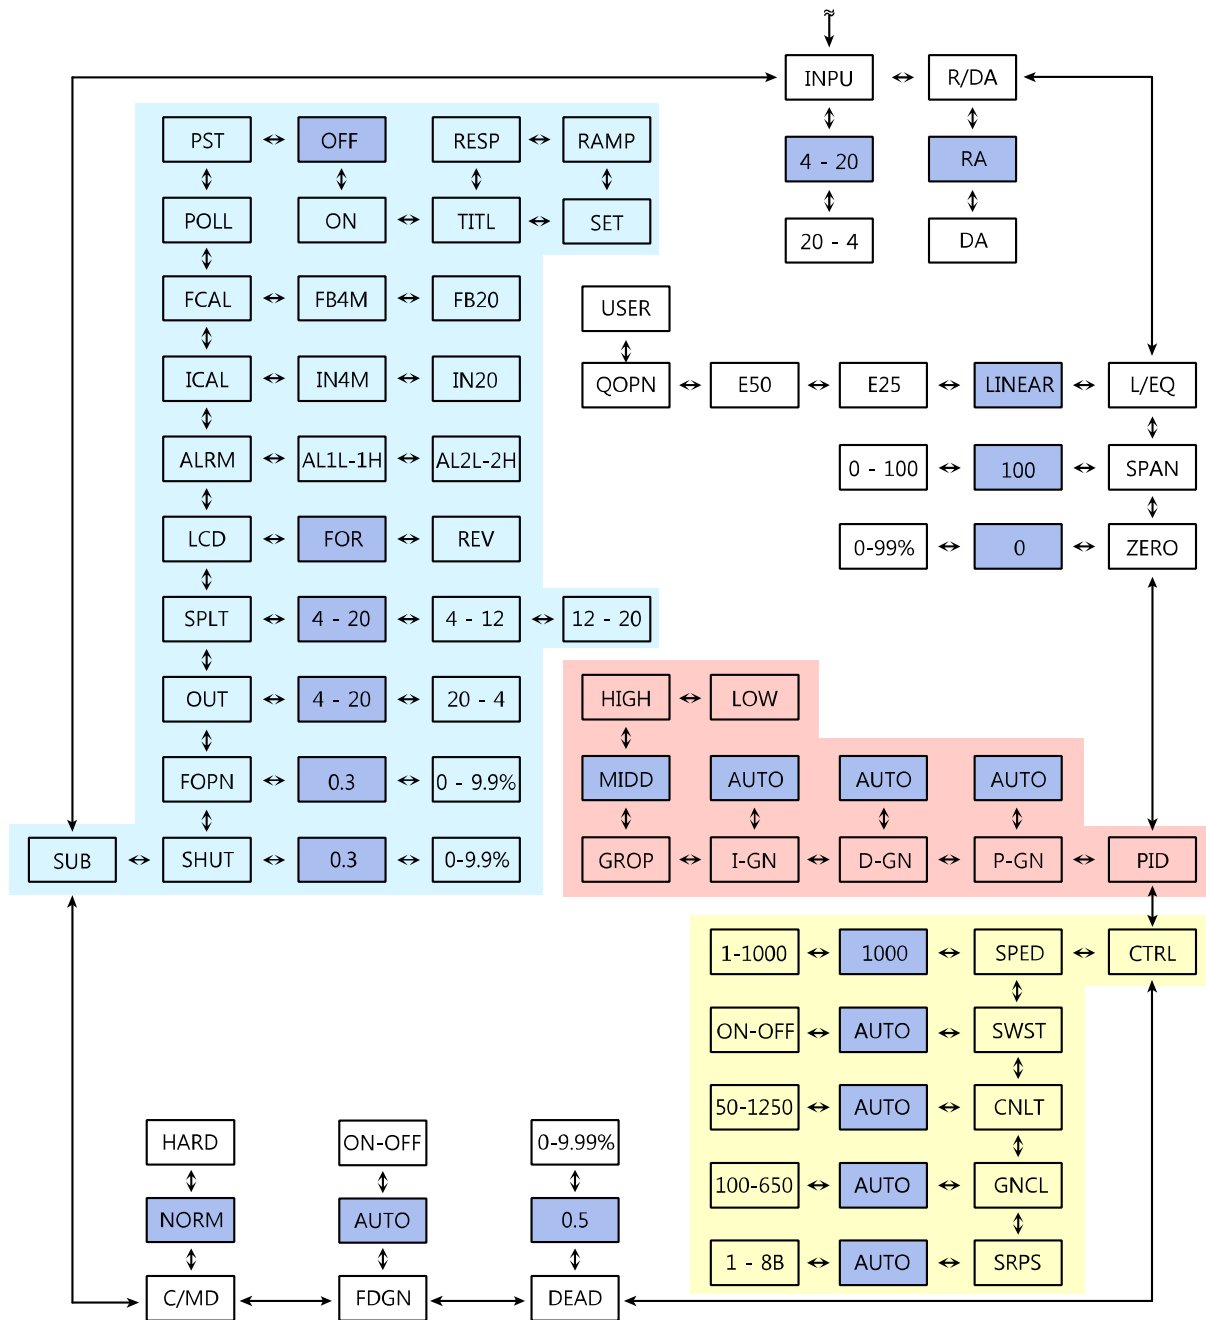 ≈
INPU R/DA
PST OFF RESP RAMP 4 - 20 RA
POLL ON TITL SET 20 - 4 DA
FCAL FB4M FB20 USER
ICAL IN4M IN20 QOPN E50 E25 LINEAR L/EQ
ALRM AL1L-1H AL2L-2H 0 - 100 100 SPAN
LCD FOR REV 0-99% 0 ZERO
SPLT 4 - 20 4 - 12 12 - 20
OUT 4 - 20 20 - 4 HIGH LOW
FOPN 0.3 0 - 9.9% MIDD AUTO AUTO AUTO
SUB SHUT 0.3 0-9.9% GROP I-GN D-GN P-GN PID
1-1000 1000 SPED CTRL
ON-OFF AUTO SWST
50-1250 AUTO CNLT
HARD ON-OFF 0-9.99%
100-650 AUTO GNCL
NORM AUTO 0.5
1 - 8B AUTO SRPS
C/MD FDGN DEAD